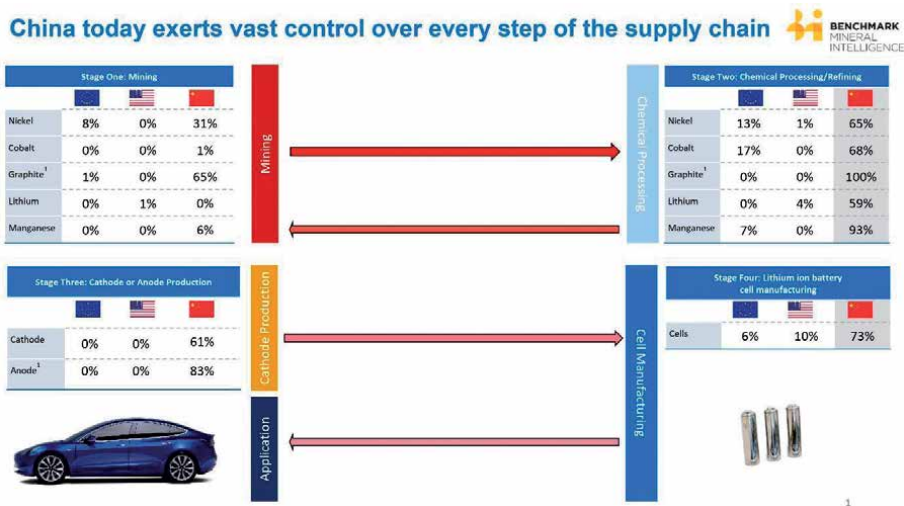 China today exerts vast control over every step of the supply chain
BENCHMARK
MINERAL
INTELLIGENCE
Stage One: Mining
Nickel 8% 0% 31%
Cobalt 0% 0% 1%
Graphite¹ 1% 0% 65%
Lithium 0% 1% 0%
Manganese 0% 0% 6%
Mining
Chemical Processing
Stage Two: Chemical Processing/Refining
Nickel 13% 1% 65%
Cobalt 17% 0% 68%
Graphite¹ 0% 0% 100%
Lithium 0% 4% 59%
Manganese 7% 0% 93%
Stage Three: Cathode or Anode Production
Cathode 0% 0% 61%
Anode¹ 0% 0% 83%
Cathode Production
Application
Cell Manufacturing
Stage Four: Lithium ion battery
cell manufacturing
Cells 6% 10% 73%
1